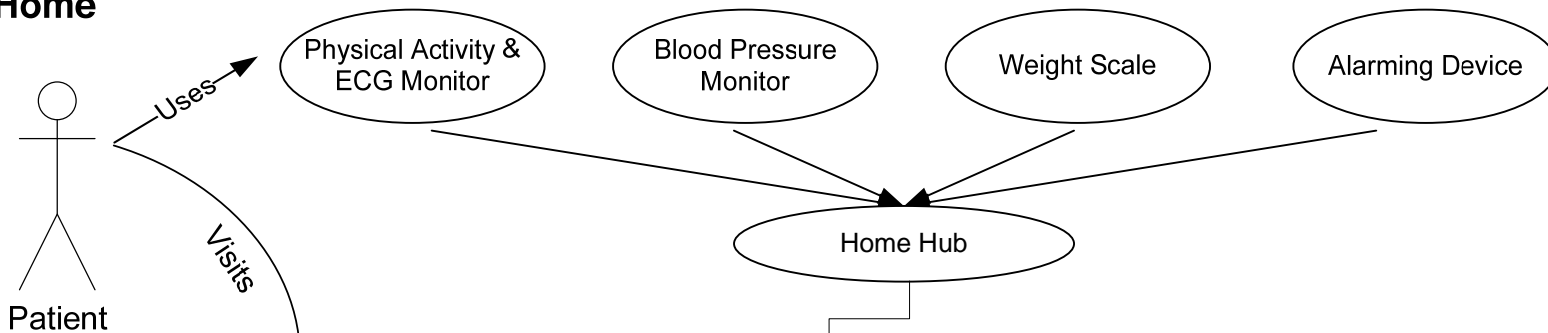 Home
Physical Activity &
ECG Monitor
Blood Pressure
Monitor
Weight Scale
Alarming Device
Uses
Home Hub
Visits
Patient